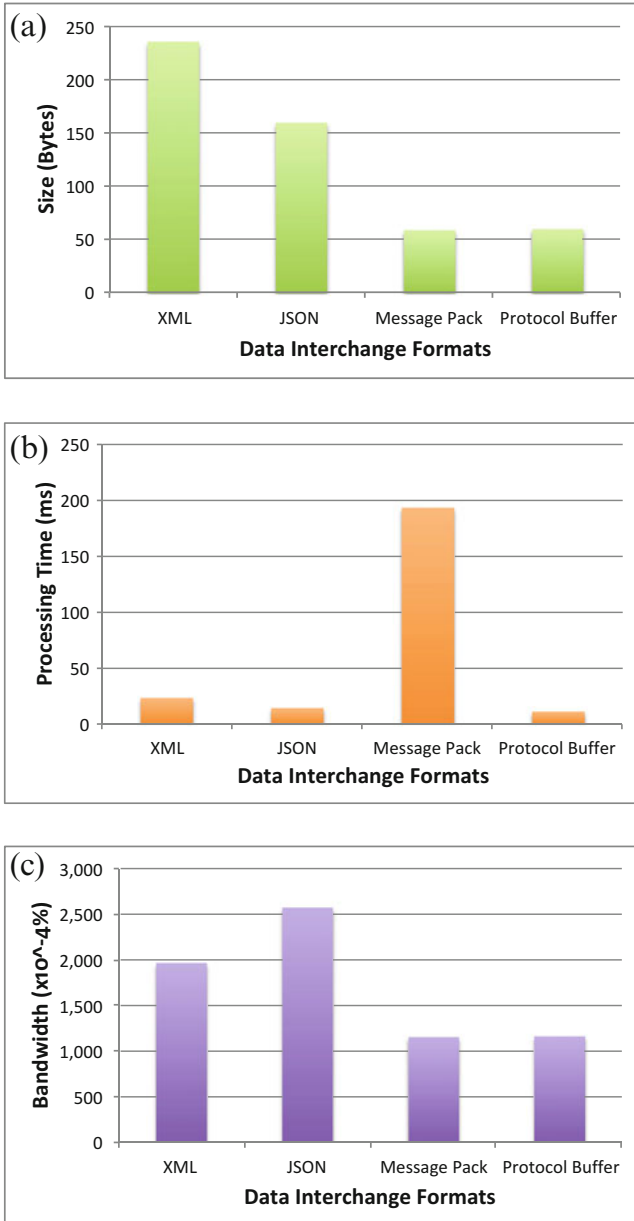 (a)
250
200
150
100
50
0
Size (Bytes)
XML JSON Message Pack Protocol Buffer
Data Interchange Formats
(b)
250
200
150
100
50
0
Processing Time (ms)
XML JSON Message Pack Protocol Buffer
Data Interchange Formats
(c)
3,000
2,500
2,000
1,500
1,000
500
0
Bandwidth (x10^-4%)
XML JSON Message Pack Protocol Buffer
Data Interchange Formats